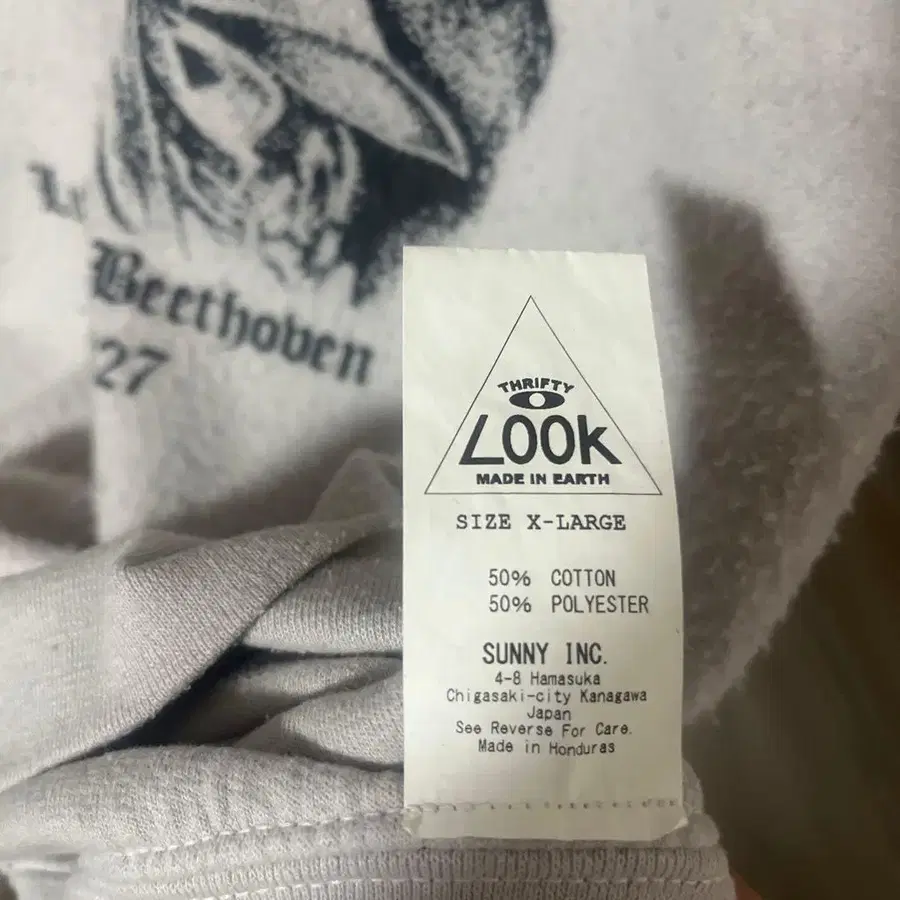 Beethoven
27
THRIFTY
LOOK
MADE IN EARTH
SIZE X-LARGE
50% COTTON
50% POLYESTER
SUNNY INC.
4-8 Hamasuka
Chigasaki-city Kanagawa
Japan
See Reverse For Care.
Made in Honduras